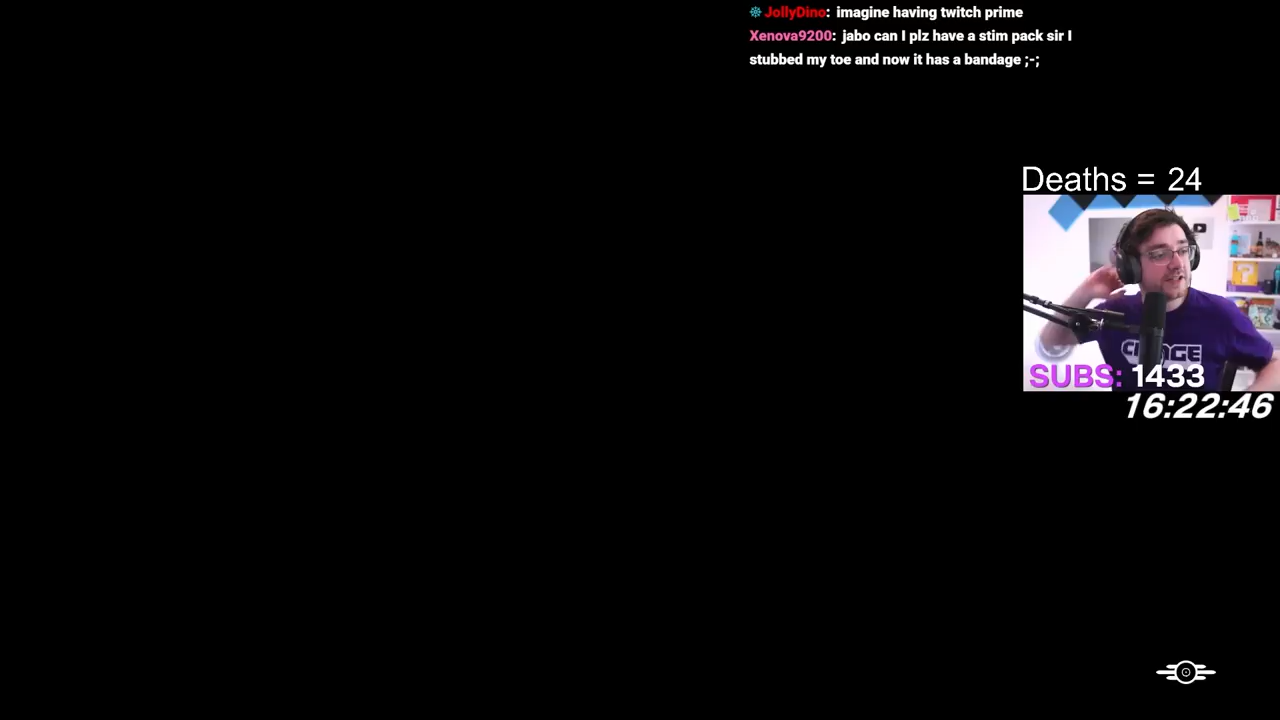 JollyDino: imagine having twitch prime
Xenova9200: jabo can I plz have a stim pack sir I
stubbed my toe and now it has a bandage ;-;
Deaths = 24
SUBS: 1433
16:22:46